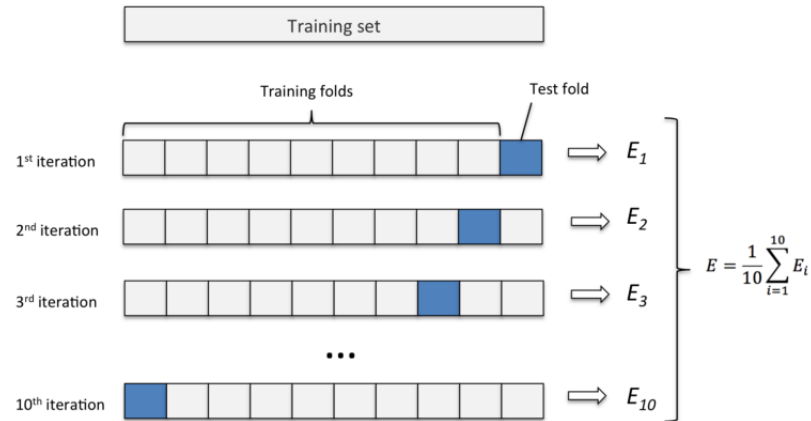 Training set
Training folds
Test fold
1st iteration
E1
2nd iteration
E2
3rd iteration
E3
E = 1/10 ∑ i=1 10 Ei
...
10th iteration
E10